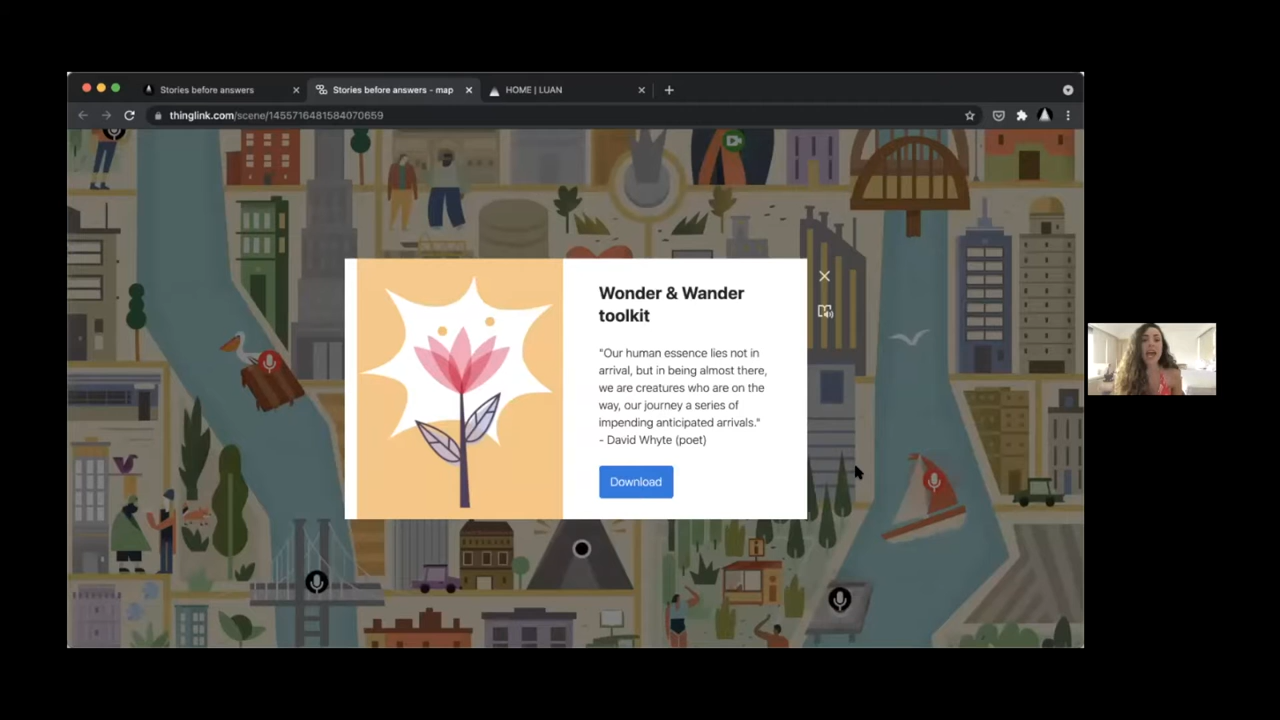 Stories before answers
Stories before answers - map
HOME | LUAN
thinglink.com/scene/1455716481584070659
Wonder & Wander
toolkit
"Our human essence lies not in
arrival, but in being almost there,
we are creatures who are on the
way, our journey a series of
impending anticipated arrivals."
- David Whyte (poet)
Download